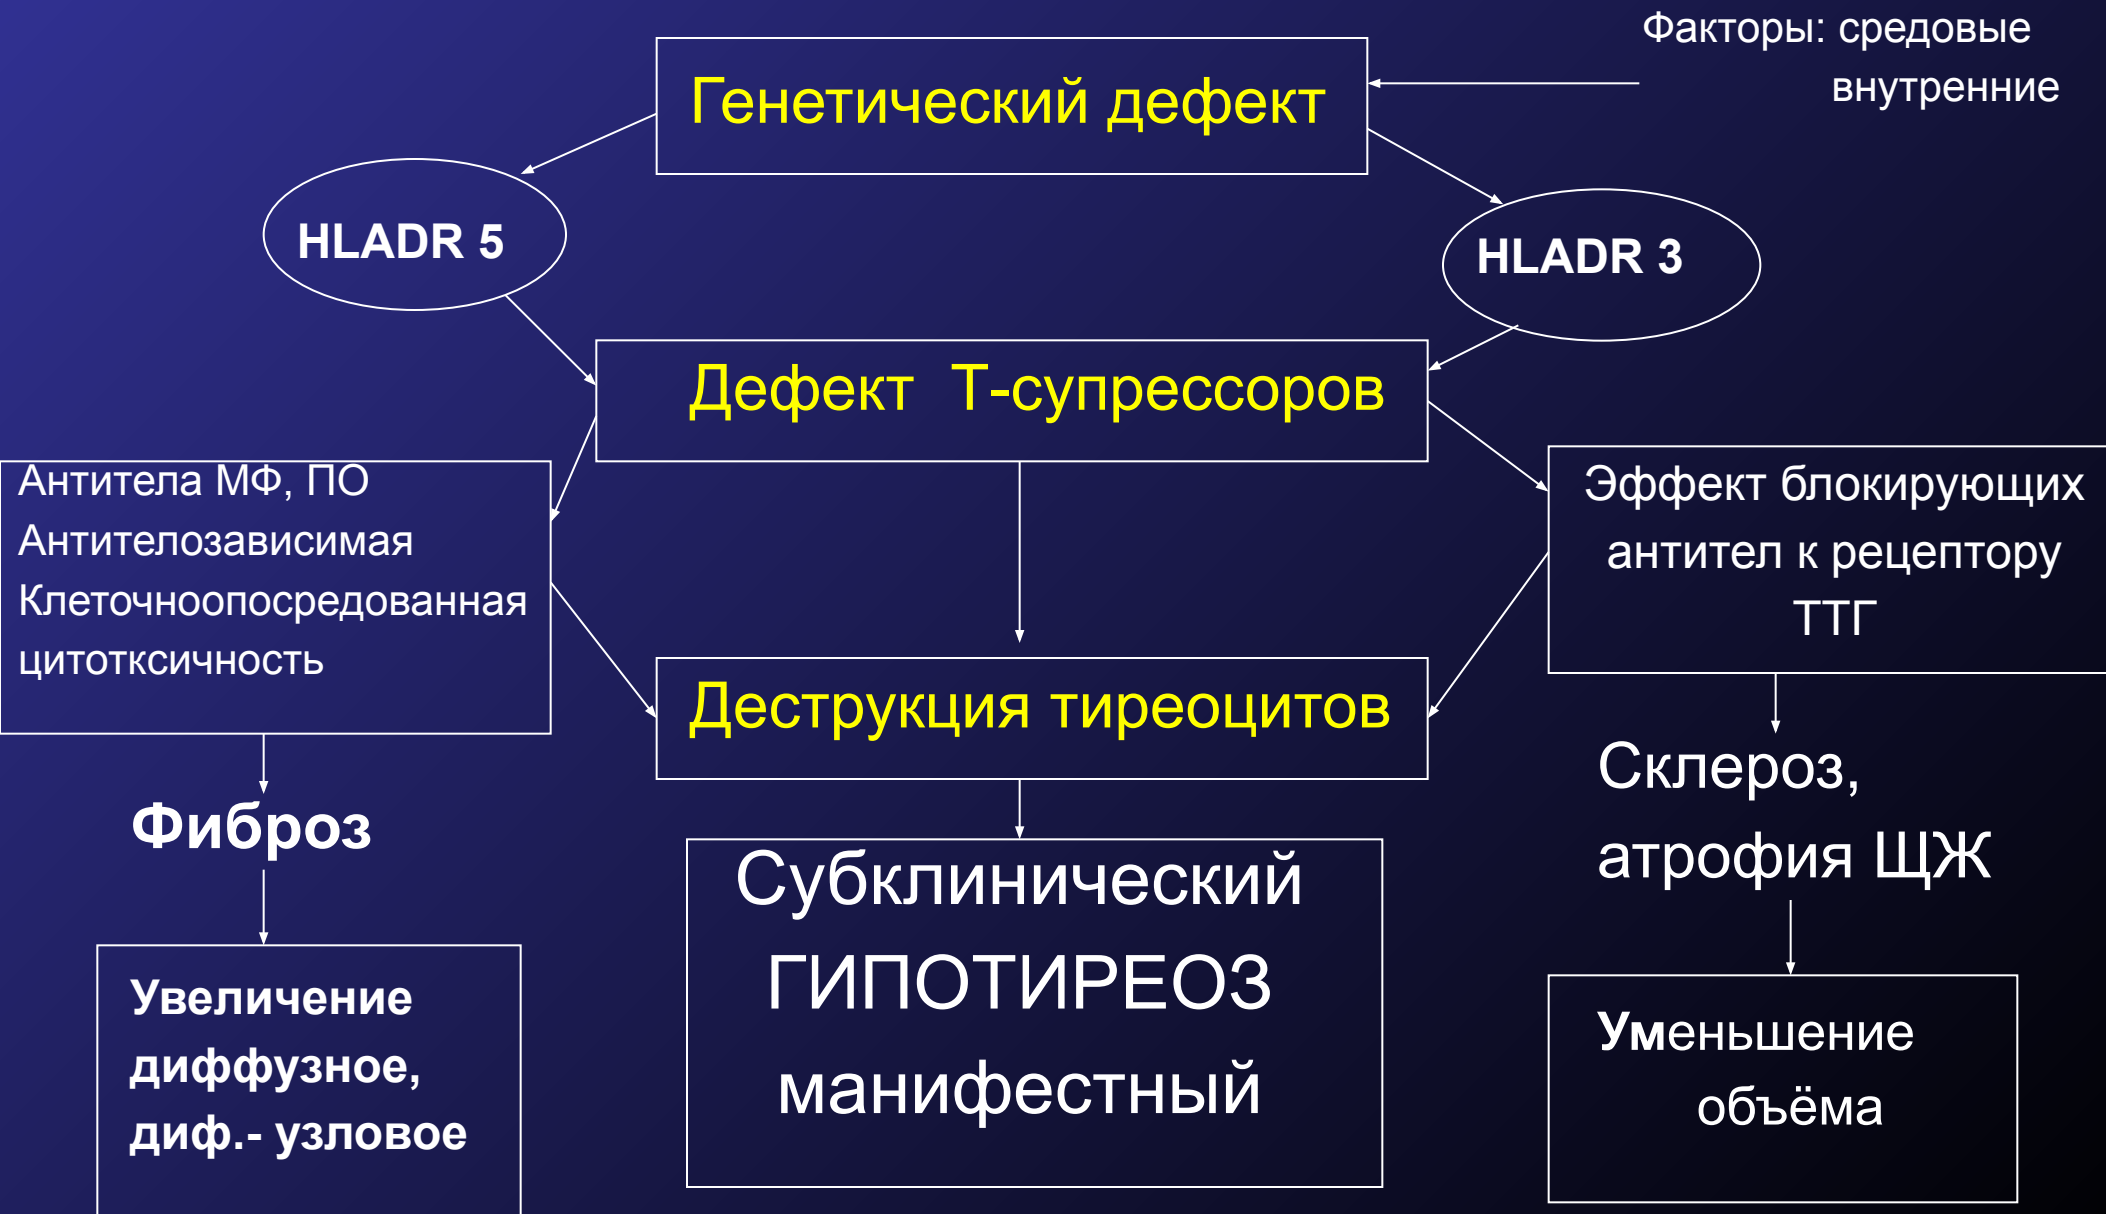 Факторы: средовые
внутренние
Генетический дефект
HLADR 5
HLADR 3
Дефект Т-супрессоров
Антитела МФ, ПО
Антителозависимая
Клеточноопосредованная
цитотксичность
Эффект блокирующих
антител к рецептору
ТТГ
Деструкция тиреоцитов
Фиброз
Склероз,
атрофия ЩЖ
Субклинический
ГИПОТИРЕОЗ
манифестный
Увеличение
диффузное,
диф.- узловое
Уменьшение
объёма